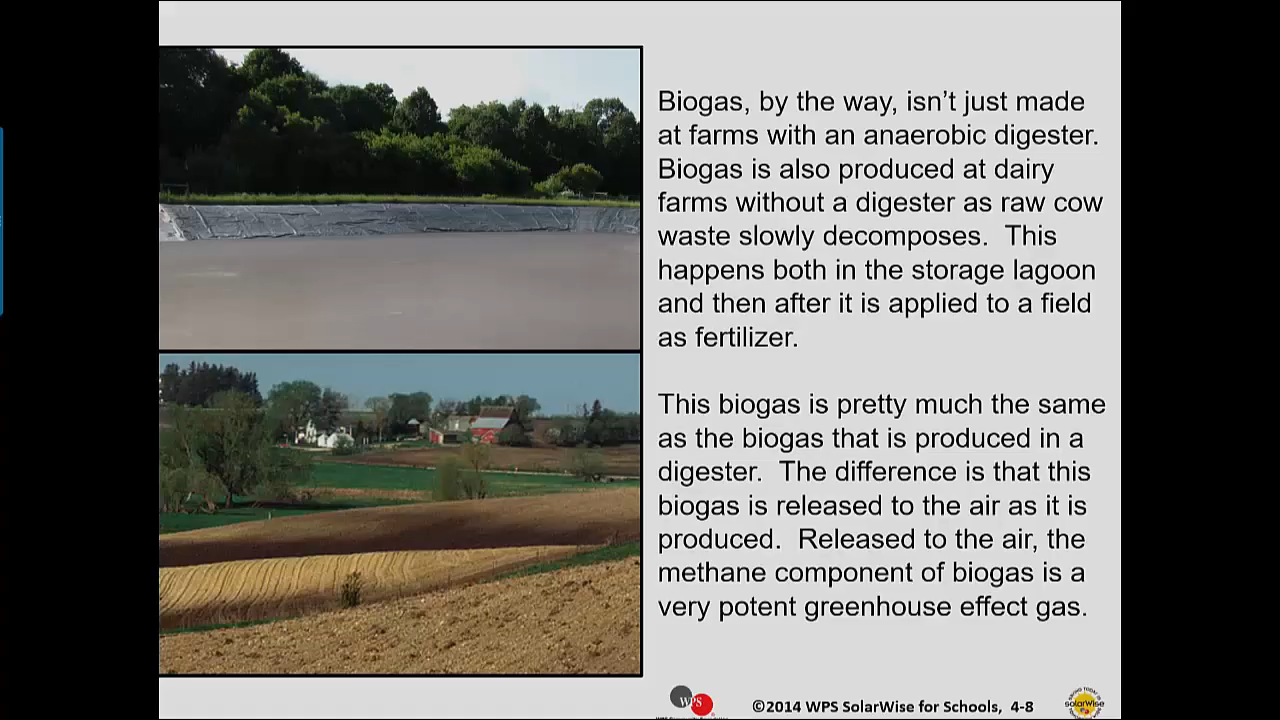 Biogas, by the way, isn’t just made
at farms with an anaerobic digester.
Biogas is also produced at dairy
farms without a digester as raw cow
waste slowly decomposes.  This
happens both in the storage lagoon
and then after it is applied to a field
as fertilizer.
This biogas is pretty much the same
as the biogas that is produced in a
digester.  The difference is that this
biogas is released to the air as it is
produced.  Released to the air, the
methane component of biogas is a
very potent greenhouse effect gas.
WPS
©2014 WPS SolarWise for Schools,  4-8
solarwise